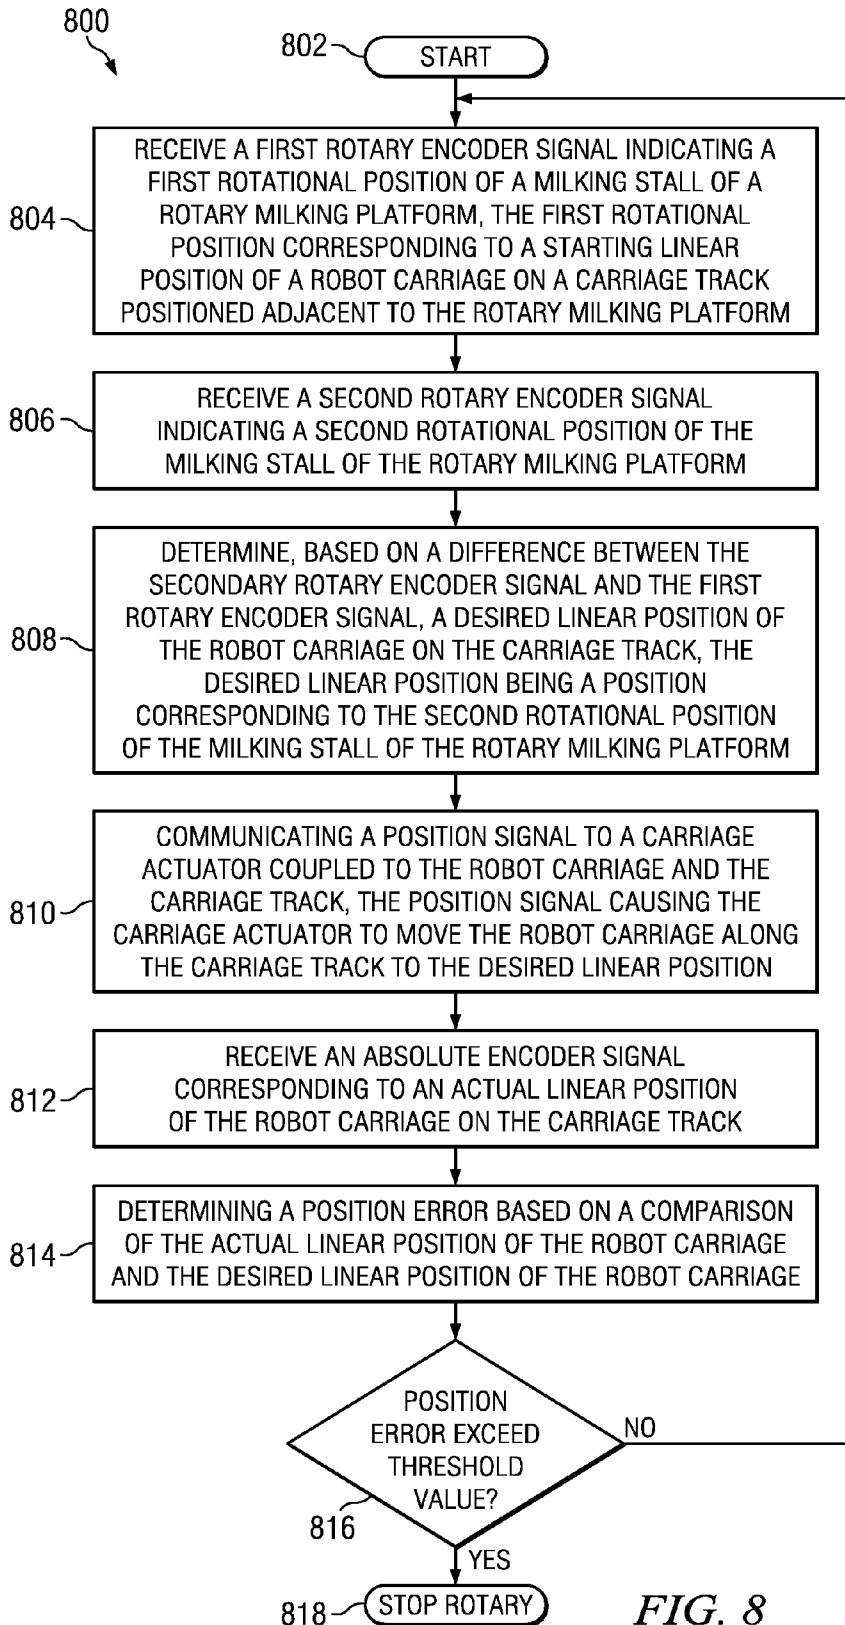 800
802
START
804
RECEIVE A FIRST ROTARY ENCODER SIGNAL INDICATING A
FIRST ROTATIONAL POSITION OF A MILKING STALL OF A
ROTARY MILKING PLATFORM, THE FIRST ROTATIONAL
POSITION CORRESPONDING TO A STARTING LINEAR
POSITION OF A ROBOT CARRIAGE ON A CARRIAGE TRACK
POSITIONED ADJACENT TO THE ROTARY MILKING PLATFORM
806
RECEIVE A SECOND ROTARY ENCODER SIGNAL
INDICATING A SECOND ROTATIONAL POSITION OF THE
MILKING STALL OF THE ROTARY MILKING PLATFORM
808
DETERMINE, BASED ON A DIFFERENCE BETWEEN THE
SECONDARY ROTARY ENCODER SIGNAL AND THE FIRST
ROTARY ENCODER SIGNAL, A DESIRED LINEAR POSITION OF
THE ROBOT CARRIAGE ON THE CARRIAGE TRACK, THE
DESIRED LINEAR POSITION BEING A POSITION
CORRESPONDING TO THE SECOND ROTATIONAL POSITION
OF THE MILKING STALL OF THE ROTARY MILKING PLATFORM
810
COMMUNICATING A POSITION SIGNAL TO A CARRIAGE
ACTUATOR COUPLED TO THE ROBOT CARRIAGE AND THE
CARRIAGE TRACK, THE POSITION SIGNAL CAUSING THE
CARRIAGE ACTUATOR TO MOVE THE ROBOT CARRIAGE ALONG
THE CARRIAGE TRACK TO THE DESIRED LINEAR POSITION
812
RECEIVE AN ABSOLUTE ENCODER SIGNAL
CORRESPONDING TO AN ACTUAL LINEAR POSITION
OF THE ROBOT CARRIAGE ON THE CARRIAGE TRACK
814
DETERMINING A POSITION ERROR BASED ON A COMPARISON
OF THE ACTUAL LINEAR POSITION OF THE ROBOT CARRIAGE
AND THE DESIRED LINEAR POSITION OF THE ROBOT CARRIAGE
POSITION
ERROR EXCEED
THRESHOLD
VALUE?
NO
816
YES
818
STOP ROTARY
FIG. 8